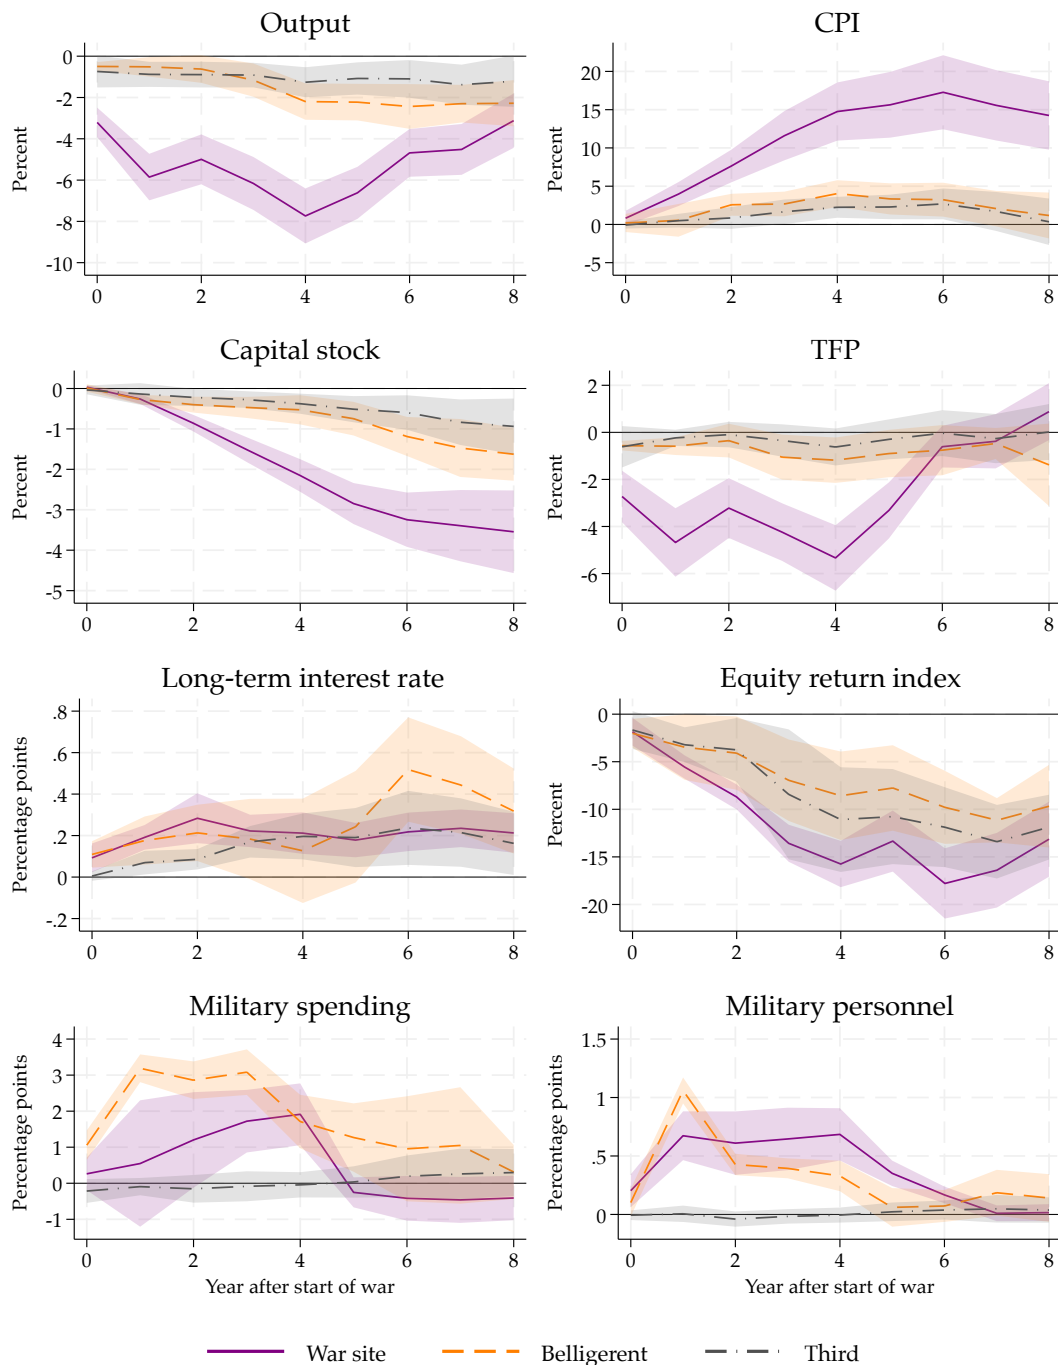 Output
Percent
0
-2
-4
-6
-8
-10
0 2 4 6 8
CPI
Percent
20
15
10
5
0
-5
0 2 4 6 8
Capital stock
Percent
0
-1
-2
-3
-4
-5
0 2 4 6 8
TFP
Percent
2
0
-2
-4
-6
0 2 4 6 8
Long-term interest rate
Percentage points
.8
.6
.4
.2
0
-.2
0 2 4 6 8
Equity return index
Percent
0
-5
-10
-15
-20
0 2 4 6 8
Military spending
Percentage points
4
3
2
1
0
-1
0 2 4 6 8
Year after start of war
Military personnel
Percentage points
1.5
1
.5
0
0 2 4 6 8
Year after start of war
War site Belligerent Third